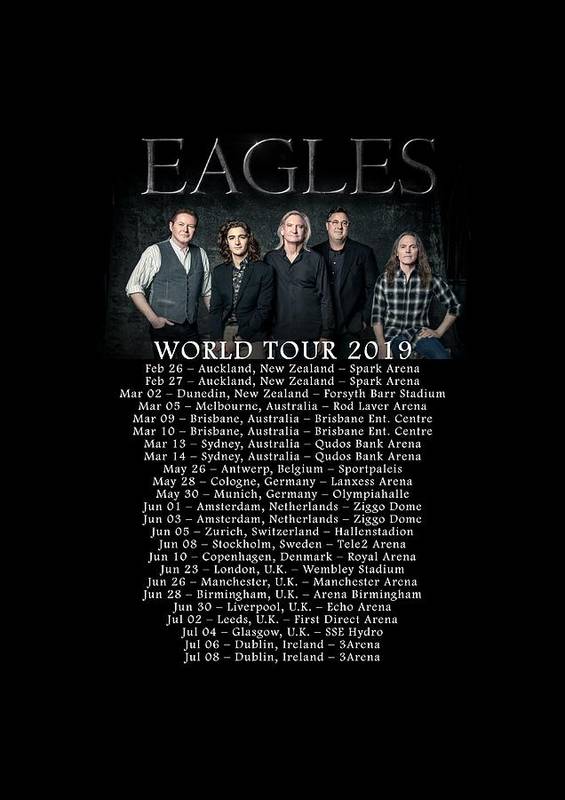 EAGLES
WORLD TOUR 2019
Feb 26 – Auckland, New Zealand – Spark Arena
Feb 27 – Auckland, New Zealand – Spark Arena
Mar 02 – Dunedin, New Zealand – Forsyth Barr Stadium
Mar 05 – Melbourne, Australia – Rod Laver Arena
Mar 09 – Brisbane, Australia – Brisbane Ent. Centre
Mar 10 – Brisbane, Australia – Brisbane Ent. Centre
Mar 13 – Sydney, Australia – Qudos Bank Arena
Mar 14 – Sydney, Australia – Qudos Bank Arena
May 26 – Antwerp, Belgium – Sportpaleis
May 28 – Cologne, Germany – Lanxess Arena
May 30 – Munich, Germany – Olympiahalle
Jun 01 – Amsterdam, Netherlands – Ziggo Dome
Jun 03 – Amsterdam, Netherlands – Ziggo Dome
Jun 05 – Zurich, Switzerland – Hallenstadion
Jun 08 – Stockholm, Sweden – Tele2 Arena
Jun 10 – Copenhagen, Denmark – Royal Arena
Jun 23 – London, U.K. – Wembley Stadium
Jun 26 – Manchester, U.K. – Manchester Arena
Jun 28 – Birmingham, U.K. – Arena Birmingham
Jun 30 – Liverpool, U.K. – Echo Arena
Jul 02 – Leeds, U.K. – First Direct Arena
Jul 04 – Glasgow, U.K. – SSE Hydro
Jul 06 – Dublin, Ireland – 3Arena
Jul 08 – Dublin, Ireland – 3Arena